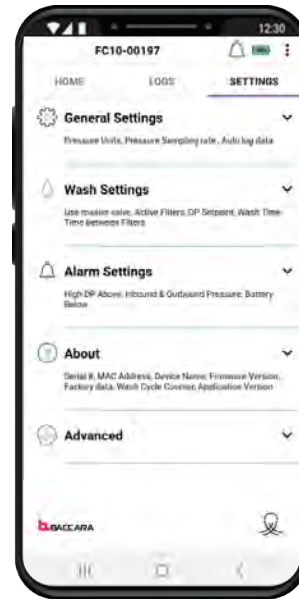 12:30
FC10-00197
HOME LOGS SETTINGS
General Settings
Pressure Units, Pressure Sampling rate, Auto log data
Wash Settings
Use master valve, Active Filters, DP Setpoint, Wash Time
Time between Filters
Alarm Settings
High DP Above, Inbound & Outbound Pressure, Battery
Below
About
Serial #, MAC Address, Device Name, Firmware Version,
Factory data, Wash Cycle Counter, Application Version
Advanced
BACCARA